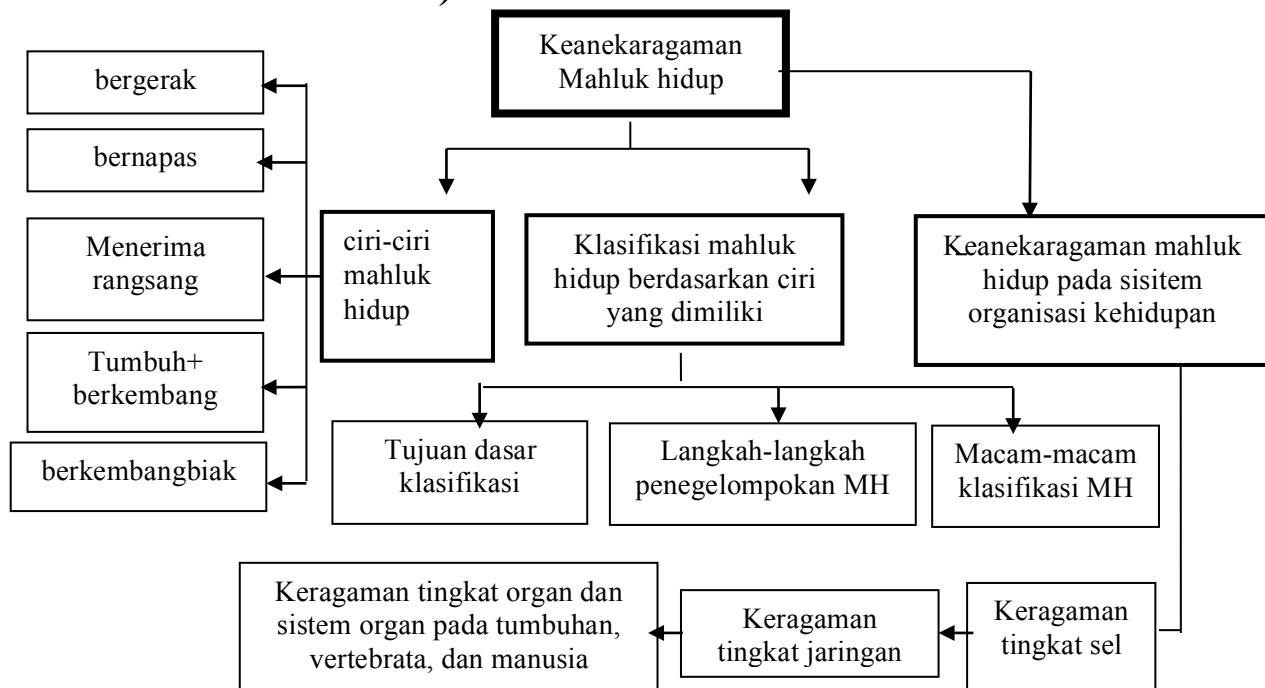 )
Keanekaragaman
Mahluk hidup
bergerak
bernapas
Menerima
rangsang
Tumbuh+
berkembang
berkembangbiak
ciri-ciri
mahluk
hidup
Klasifikasi mahluk
hidup berdasarkan ciri
yang dimiliki
Keanekaragaman mahluk
hidup pada sisitem
organisasi kehidupan
Tujuan dasar
klasifikasi
Langkah-langkah
penegelompokan MH
Macam-macam
klasifikasi MH
Keragaman tingkat organ dan
sistem organ pada tumbuhan,
vertebrata, dan manusia
Keragaman
tingkat jaringan
Keragaman
tingkat sel